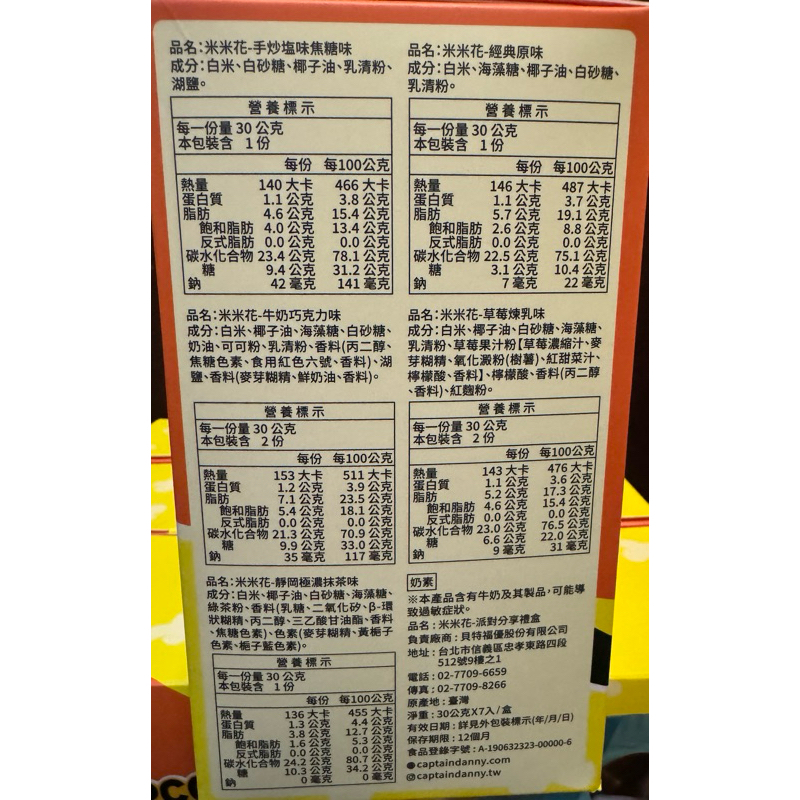 品名:米米花-手炒塩味焦糖味
成分:白米、白砂糖、椰子油、乳清粉、
湖鹽。
營養標示
每一份量 30 公克
本包裝含 1 份
每份 每100公克
熱量 140 大卡 466 大卡
蛋白質 1.1 公克 3.8 公克
脂肪 4.6 公克 15.4 公克
飽和脂肪 4.0 公克 13.4 公克
反式脂肪 0.0 公克 0.0 公克
碳水化合物 23.4 公克 78.1 公克
糖 9.4 公克 31.2 公克
鈉 42 毫克 141 毫克
品名:米米花-經典原味
成分:白米、海藻糖、椰子油、白砂糖、
乳清粉。
營養標示
每一份量 30 公克
本包裝含 1 份
每份 每100公克
熱量 146 大卡 487 大卡
蛋白質 1.1 公克 3.7 公克
脂肪 5.7 公克 19.1 公克
飽和脂肪 2.6 公克 8.8 公克
反式脂肪 0.0 公克 0.0 公克
碳水化合物 22.5 公克 75.1 公克
糖 3.1 公克 10.4 公克
鈉 7 毫克 22 毫克
品名:米米花-牛奶巧克力味
成分:白米、椰子油、海藻糖、白砂糖、
奶油、可可粉、乳清粉、香料(丙二醇、
焦糖色素、食用紅色六號、香料)、湖
鹽、香料(麥芽糊精、鮮奶油、香料)。
營養標示
每一份量 30 公克
本包裝含 2 份
每份 每100公克
熱量 153 大卡 511 大卡
蛋白質 1.2 公克 3.9 公克
脂肪 7.1 公克 23.5 公克
飽和脂肪 5.4 公克 18.1 公克
反式脂肪 0.0 公克 0.0 公克
碳水化合物 21.3 公克 70.9 公克
糖 9.9 公克 33.0 公克
鈉 35 毫克 117 毫克
品名:米米花-草莓煉乳味
成分:白米、椰子油、白砂糖、海藻糖、
乳清粉、草莓果汁粉【草莓濃縮汁、麥
芽糊精、氧化澱粉(樹薯)、紅甜菜汁、
檸檬酸、香料】、檸檬酸、香料(丙二醇
、香料)、紅麴粉。
營養標示
每一份量 30 公克
本包裝含 2 份
每份 每100公克
熱量 143 大卡 476 大卡
蛋白質 1.1 公克 3.6 公克
脂肪 5.2 公克 17.3 公克
飽和脂肪 4.6 公克 15.4 公克
反式脂肪 0.0 公克 0.0 公克
碳水化合物 23.0 公克 76.5 公克
糖 6.6 公克 22.0 公克
鈉 9 毫克 31 毫克
品名:米米花-靜岡極濃抹茶味
成分:白米、椰子油、白砂糖、海藻糖、
綠茶粉、香料(乳糖、二氧化矽、β-環
狀糊精、丙二醇、三乙酸甘油酯、香料
、焦糖色素)、色素(麥芽糊精、黃梔子
色素、梔子藍色素)。
營養標示
每一份量 30 公克
本包裝含 1 份
每份 每100公克
熱量 136 大卡 455 大卡
蛋白質 1.3 公克 4.4 公克
脂肪 3.8 公克 12.7 公克
飽和脂肪 1.6 公克 5.3 公克
反式脂肪 0.0 公克 0.0 公克
碳水化合物 24.2 公克 80.7 公克
糖 10.3 公克 34.2 公克
鈉 0 毫克 0 毫克
奶素
※本產品含有牛奶及其製品,可能導
致過敏症狀。
品名:米米花-派對分享禮盒
負責廠商:貝特福優股份有限公司
地址:台北市信義區忠孝東路四段
512號9樓之1
電話:02-7709-6659
傳真:02-7709-8266
原產地:臺灣
淨重:30公克X7入/盒
有效日期:詳見外包裝標示(年/月/日)
保存期限:12個月
食品登錄字號:A-190632323-00000-6
captaindanny.com
captaindanny.tw